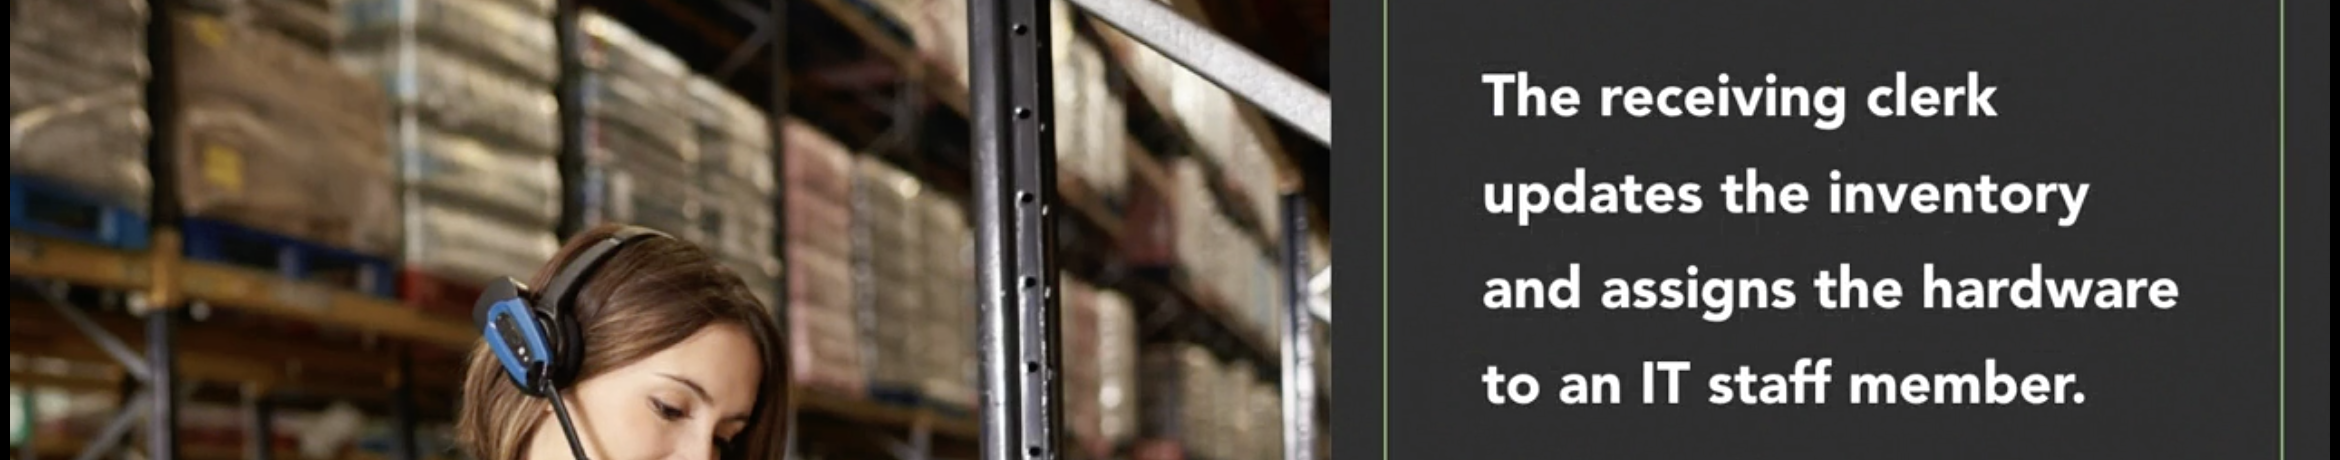 The receiving clerk
updates the inventory
and assigns the hardware
to an IT staff member.